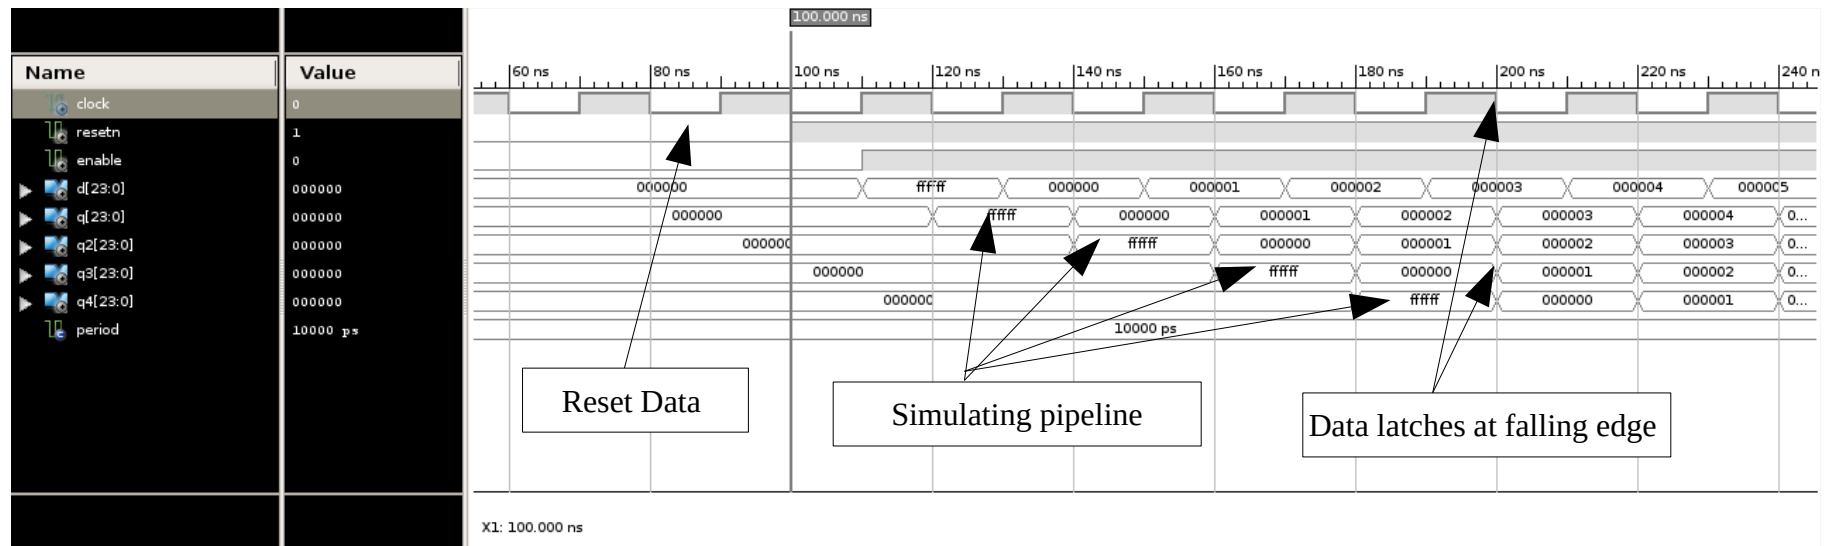 100.000 ns
Name Value 60 ns 80 ns 100 ns 120 ns 140 ns 160 ns 180 ns 200 ns 220 ns 240 n
clock 0
resetn 1
enable 0
d[23:0] 000000 000000 ffffff 000000 000001 000002 000003 000004 000005
q[23:0] 000000 000000 ffffff 000000 000001 000002 000003 000004 0...
q2[23:0] 000000 000000 ffffff 000000 000001 000002 000003 0...
q3[23:0] 000000 000000 ffffff 000000 000001 000002 0...
q4[23:0] 000000 000000 ffffff 000000 000001 0...
period 10000 ps 10000 ps
Reset Data
Simulating pipeline
Data latches at falling edge
X1: 100.000 ns